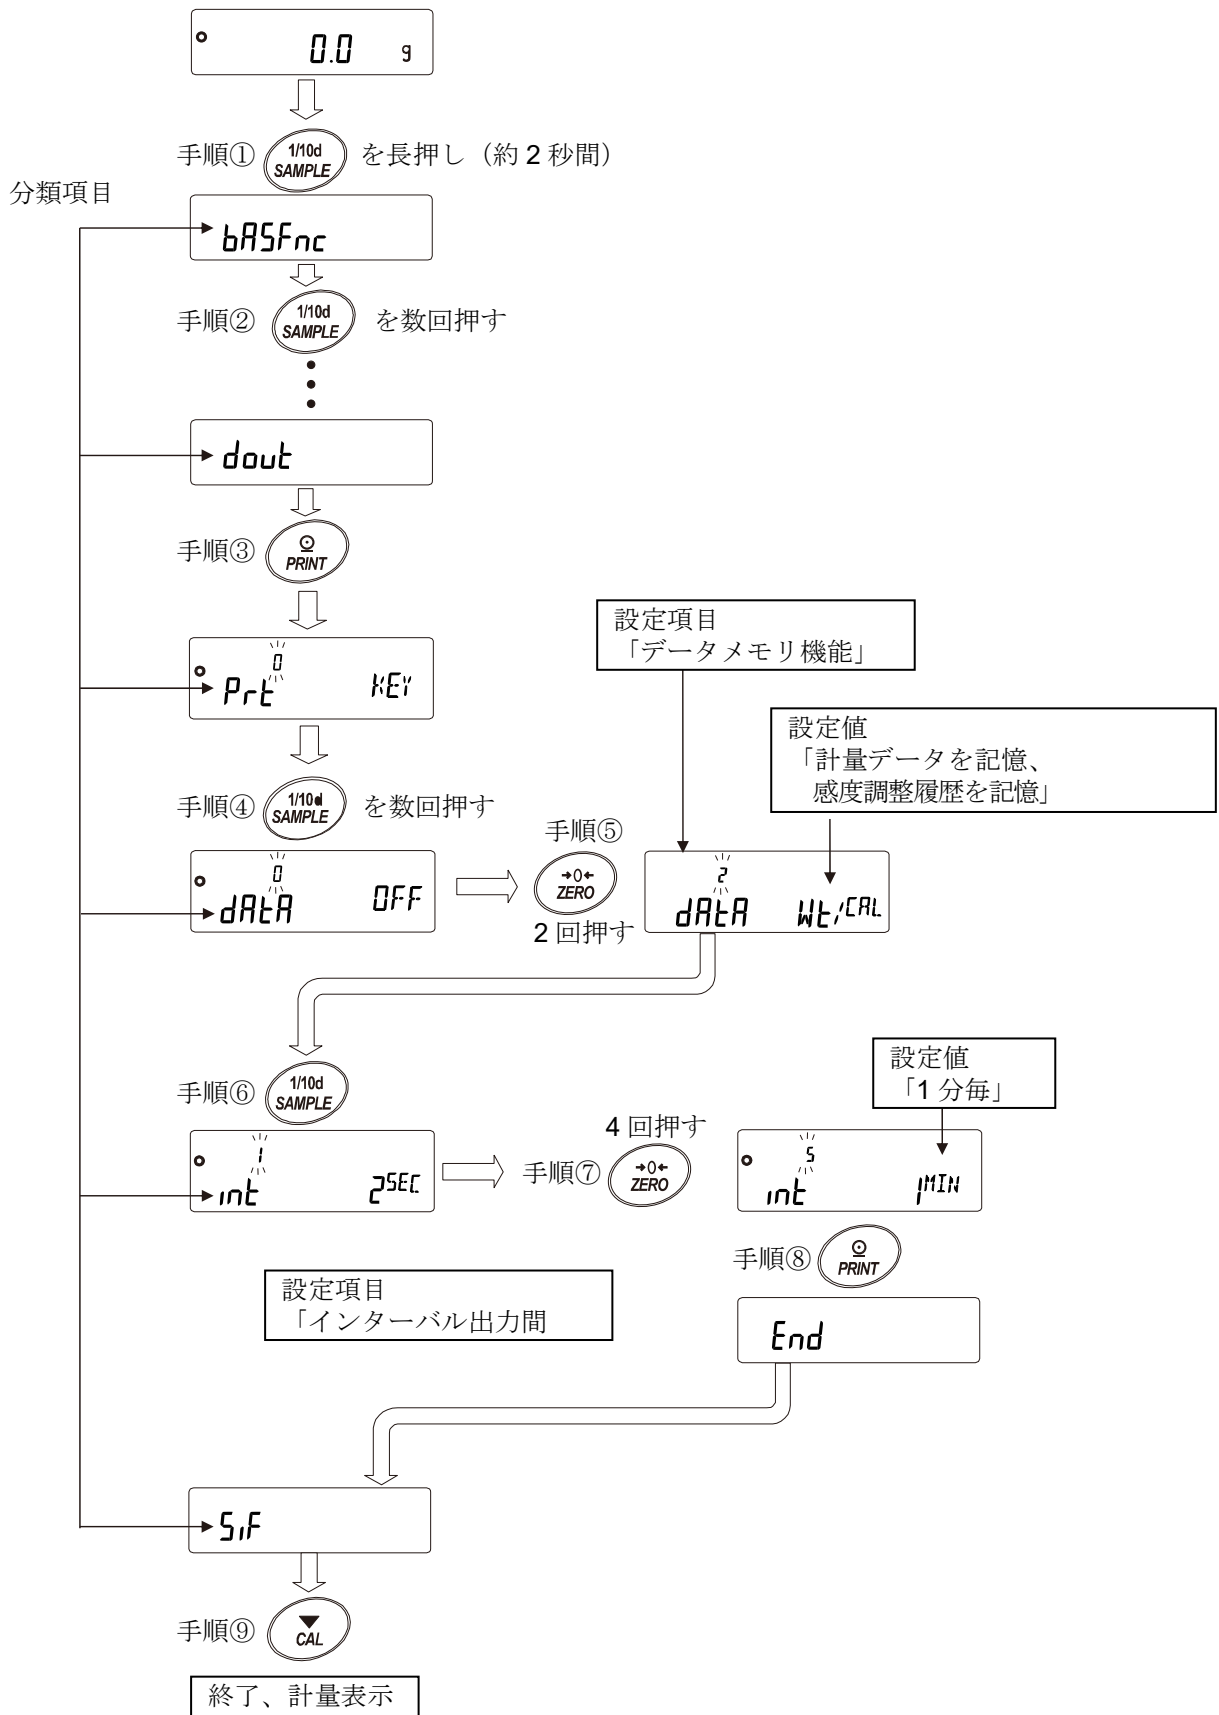 0.0 g
手順① 1/10d SAMPLE を長押し（約 2 秒間）
分類項目
bASFnc
手順② 1/10d SAMPLE を数回押す
dout
手順③ PRINT
設定項目
「データメモリ機能」
0
Prt KEY
設定値
「計量データを記憶、
感度調整履歴を記憶」
手順④ 1/10d SAMPLE を数回押す
手順⑤
0
dAtA OFF
→0← ZERO
2 回押す
2
dAtA Wt/CAL
手順⑥ 1/10d SAMPLE
設定値
「1 分毎」
1
int 2 SEC
4 回押す
手順⑦ →0← ZERO
5
int 1 MIN
手順⑧ PRINT
設定項目
「インターバル出力間
End
SiF
手順⑨ CAL
終了、計量表示